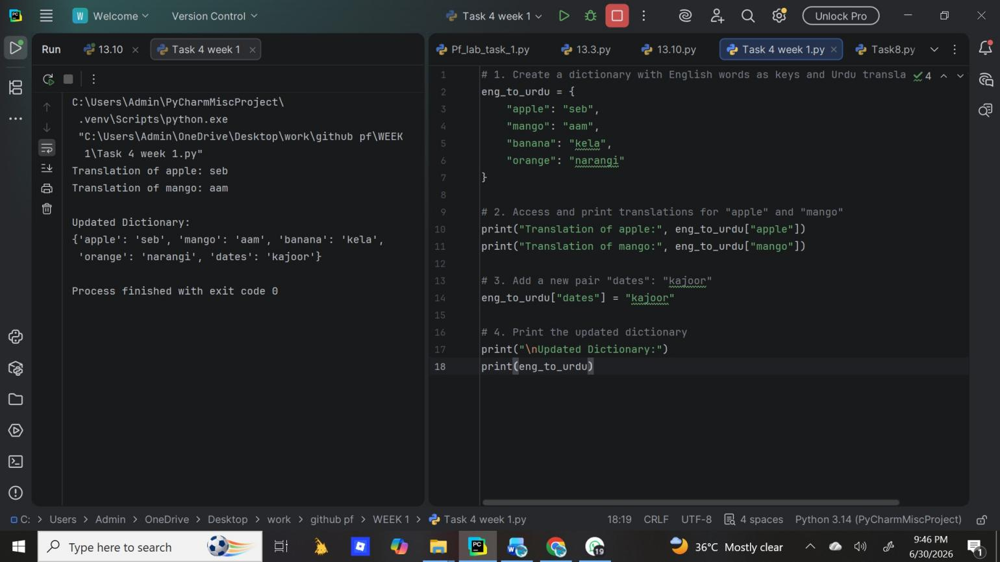 W Welcome
Version Control
Task 4 week 1
Unlock Pro
Run
13.10
Task 4 week 1
Pf_lab_task_1.py
13.3.py
13.10.py
Task 4 week 1.py
Task8.py
C:\Users\Admin\PyCharmMiscProject\
.venv\Scripts\python.exe
"C:\Users\Admin\OneDrive\Desktop\work\github pf\WEEK
1\Task 4 week 1.py"
Translation of apple: seb
Translation of mango: aam
Updated Dictionary:
{'apple': 'seb', 'mango': 'aam', 'banana': 'kela',
'orange': 'narangi', 'dates': 'kajoor'}
Process finished with exit code 0
4
1 # 1. Create a dictionary with English words as keys and Urdu transla
2 eng_to_urdu = {
3 "apple": "seb",
4 "mango": "aam",
5 "banana": "kela",
6 "orange": "narangi"
7 }
8
9 # 2. Access and print translations for "apple" and "mango"
10 print("Translation of apple:", eng_to_urdu["apple"])
11 print("Translation of mango:", eng_to_urdu["mango"])
12
13 # 3. Add a new pair "dates": "kajoor"
14 eng_to_urdu["dates"] = "kajoor"
15
16 # 4. Print the updated dictionary
17 print("\nUpdated Dictionary:")
18 print(eng_to_urdu)
C: > Users > Admin > OneDrive > Desktop > work > github pf > WEEK 1 > Task 4 week 1.py
18:19 CRLF UTF-8 4 spaces Python 3.14 (PyCharmMiscProject)
Type here to search
PC
W
19
36°C Mostly clear
9:46 PM
6/30/2026
1